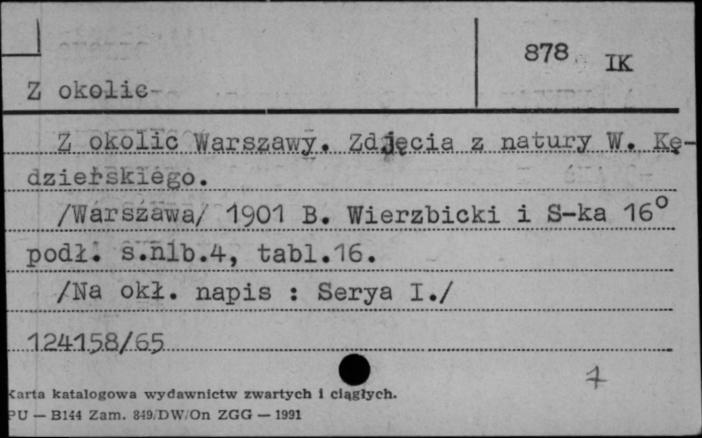 878 IK
Z okolic
Z okolic Warszawy. Zdjęcia z natury W. Kę-
dzierskiego.
/Warszawa/ 1901 B. Wierzbicki i S-ka 16°
podł. s.nlb.4, tabl.16.
/Na okł. napis : Serya I./
124158/65
Karta katalogowa wydawnictw zwartych i ciągłych.
PU — B144 Zam. 849/DW/On ZGG — 1991